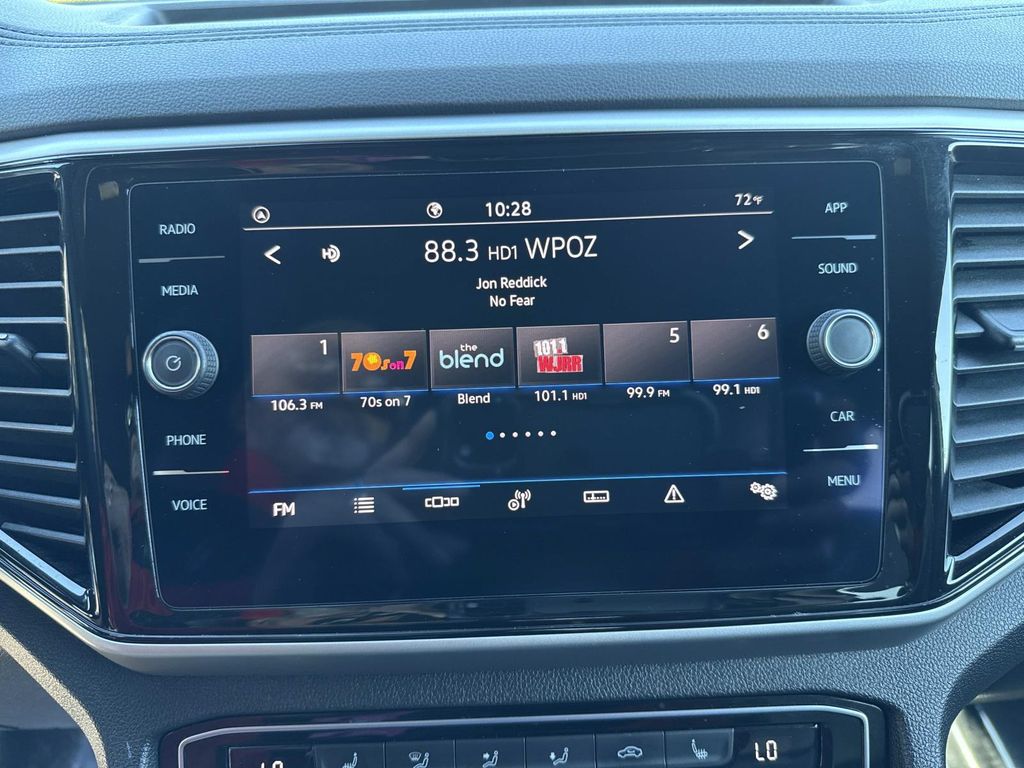 10:28
72°F
RADIO
MEDIA
PHONE
VOICE
HD
88.3 HD1 WPOZ
Jon Reddick
No Fear
1
70s on 7
the
blend
101.1
WJRR
5
6
106.3 FM
70s on 7
Blend
101.1 HD1
99.9 FM
99.1 HD1
FM
APP
SOUND
CAR
MENU
LO
LO